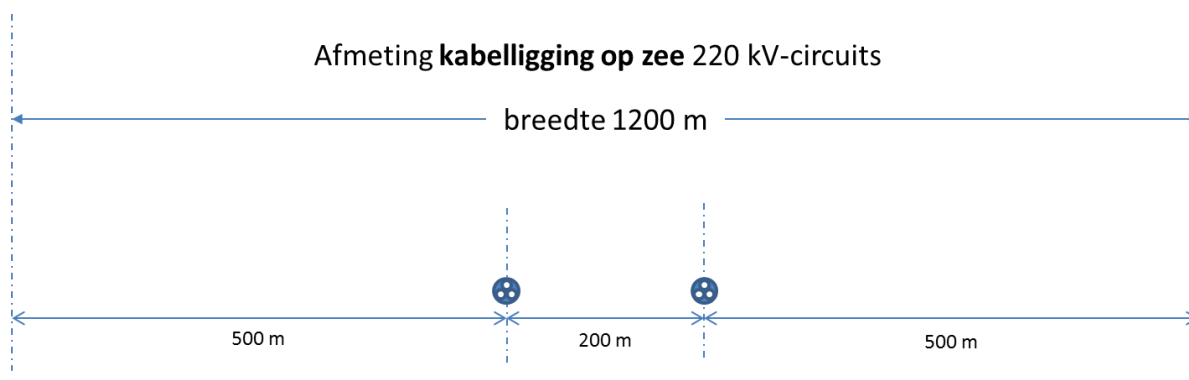 Afmeting kabelligging op zee 220 kV-circuits
breedte 1200 m
500 m
200 m
500 m